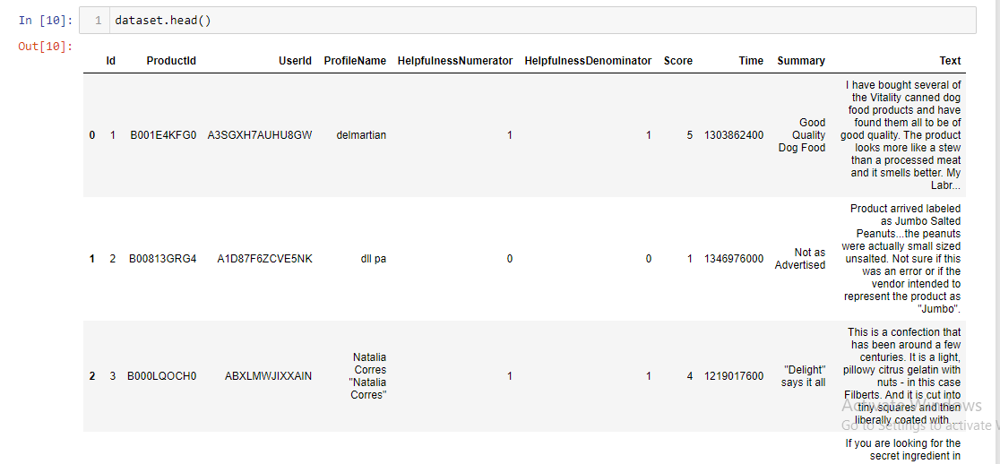 In [10]: 1 dataset.head()
Out[10]:
Id ProductId UserId ProfileName HelpfulnessNumerator HelpfulnessDenominator Score Time Summary Text
0 1 B001E4KFG0 A3SGXH7AUHU8GW delmartian 1 1 5 1303862400
Good
Quality
Dog Food
I have bought several of
the Vitality canned dog
food products and have
found them all to be of
good quality. The product
looks more like a stew
than a processed meat
and it smells better. My
Labr...
1 2 B00813GRG4 A1D87F6ZCVE5NK dll pa 0 0 1 1346976000
Not as
Advertised
Product arrived labeled
as Jumbo Salted
Peanuts...the peanuts
were actually small sized
unsalted. Not sure if this
was an error or if the
vendor intended to
represent the product as
"Jumbo".
2 3 B000LQOCH0 ABXLMWJIXXAIN
Natalia
Corres
"Natalia
Corres"
1 1 4 1219017600
"Delight"
says it all
This is a confection that
has been around a few
centuries. It is a light,
pillowy citrus gelatin with
nuts - in this case
Filberts. And it is cut into
tiny squares and then
liberally coated with ...
If you are looking for the
secret ingredient in
Activate Windows
Go to Settings to activate